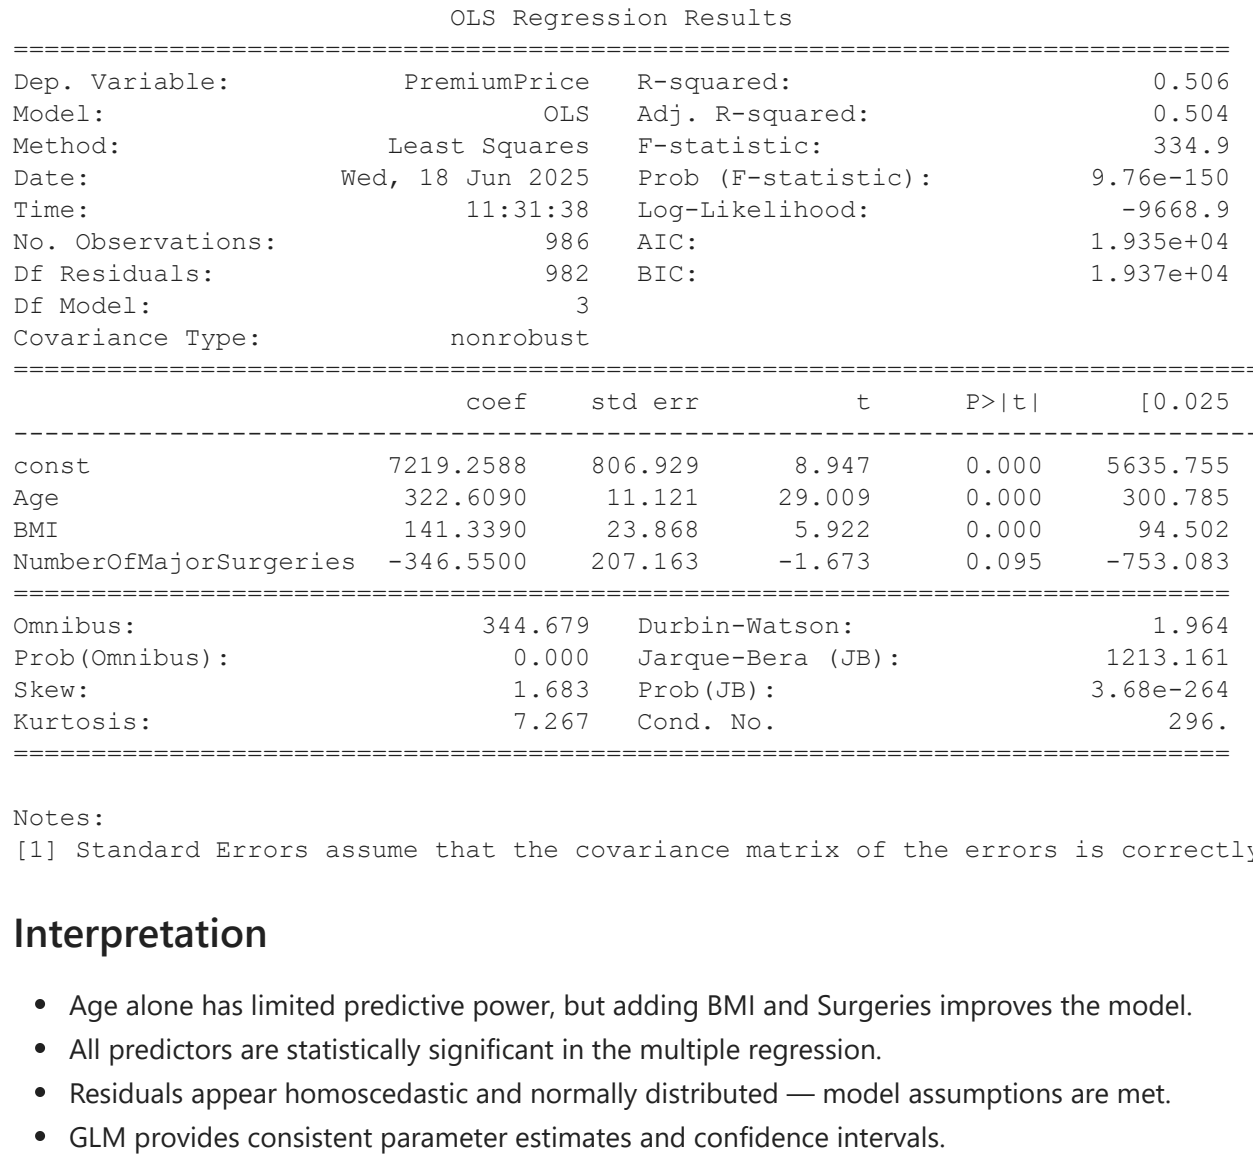 OLS Regression Results
==============================================================================
Dep. Variable: PremiumPrice R-squared: 0.506
Model: OLS Adj. R-squared: 0.504
Method: Least Squares F-statistic: 334.9
Date: Wed, 18 Jun 2025 Prob (F-statistic): 9.76e-150
Time: 11:31:38 Log-Likelihood: -9668.9
No. Observations: 986 AIC: 1.935e+04
Df Residuals: 982 BIC: 1.937e+04
Df Model: 3
Covariance Type: nonrobust
================================================================================
coef std err t P>|t| [0.025
--------------------------------------------------------------------------------
const 7219.2588 806.929 8.947 0.000 5635.755
Age 322.6090 11.121 29.009 0.000 300.785
BMI 141.3390 23.868 5.922 0.000 94.502
NumberOfMajorSurgeries -346.5500 207.163 -1.673 0.095 -753.083
==============================================================================
Omnibus: 344.679 Durbin-Watson: 1.964
Prob(Omnibus): 0.000 Jarque-Bera (JB): 1213.161
Skew: 1.683 Prob(JB): 3.68e-264
Kurtosis: 7.267 Cond. No. 296.
==============================================================================
Notes:
[1] Standard Errors assume that the covariance matrix of the errors is correctly
Interpretation
• Age alone has limited predictive power, but adding BMI and Surgeries improves the model.
• All predictors are statistically significant in the multiple regression.
• Residuals appear homoscedastic and normally distributed — model assumptions are met.
• GLM provides consistent parameter estimates and confidence intervals.